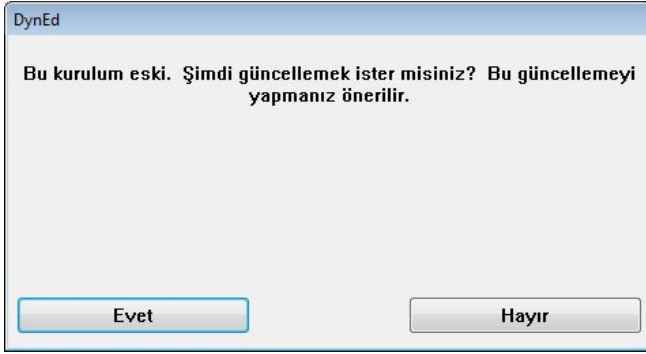 DynEd
Bu kurulum eski.  Şimdi güncellemek ister misiniz?  Bu güncellemeyi
yapmanız önerilir.
Evet
Hayır